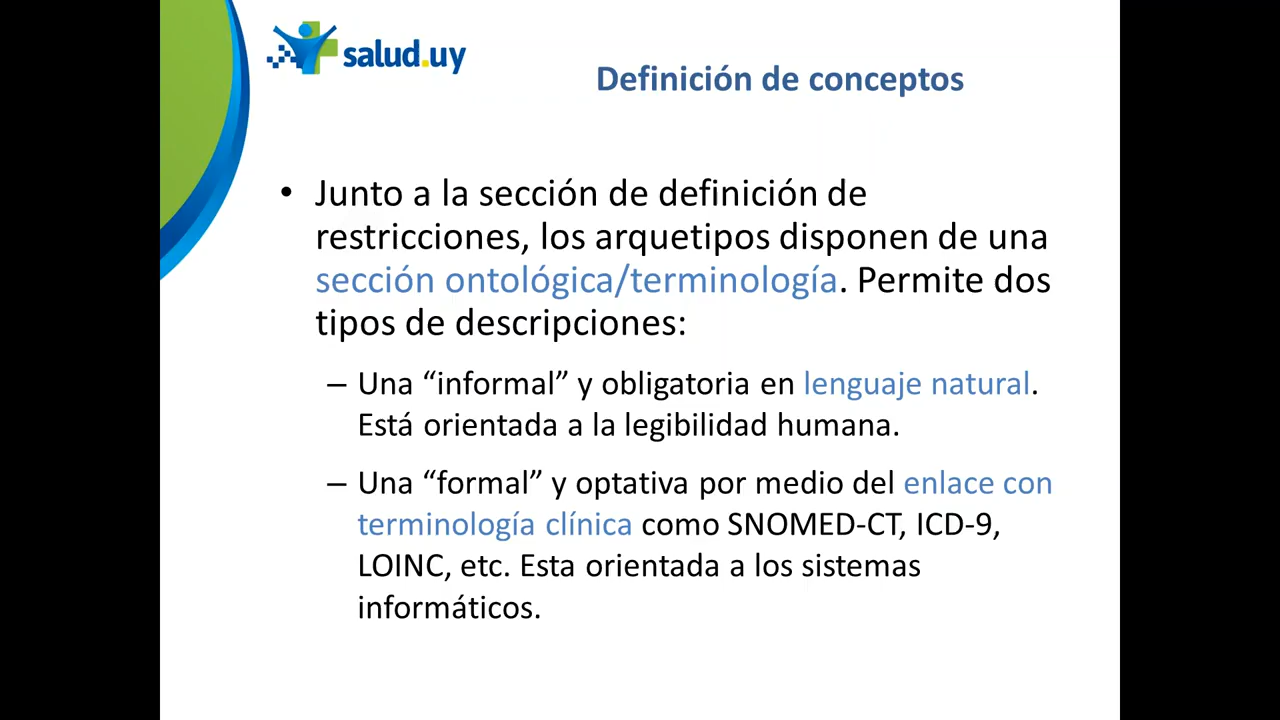 salud.uy
Definición de conceptos
• Junto a la sección de definición de
restricciones, los arquetipos disponen de una
sección ontológica/terminología. Permite dos
tipos de descripciones:
– Una “informal” y obligatoria en lenguaje natural.
Está orientada a la legibilidad humana.
– Una “formal” y optativa por medio del enlace con
terminología clínica como SNOMED-CT, ICD-9,
LOINC, etc. Esta orientada a los sistemas
informáticos.